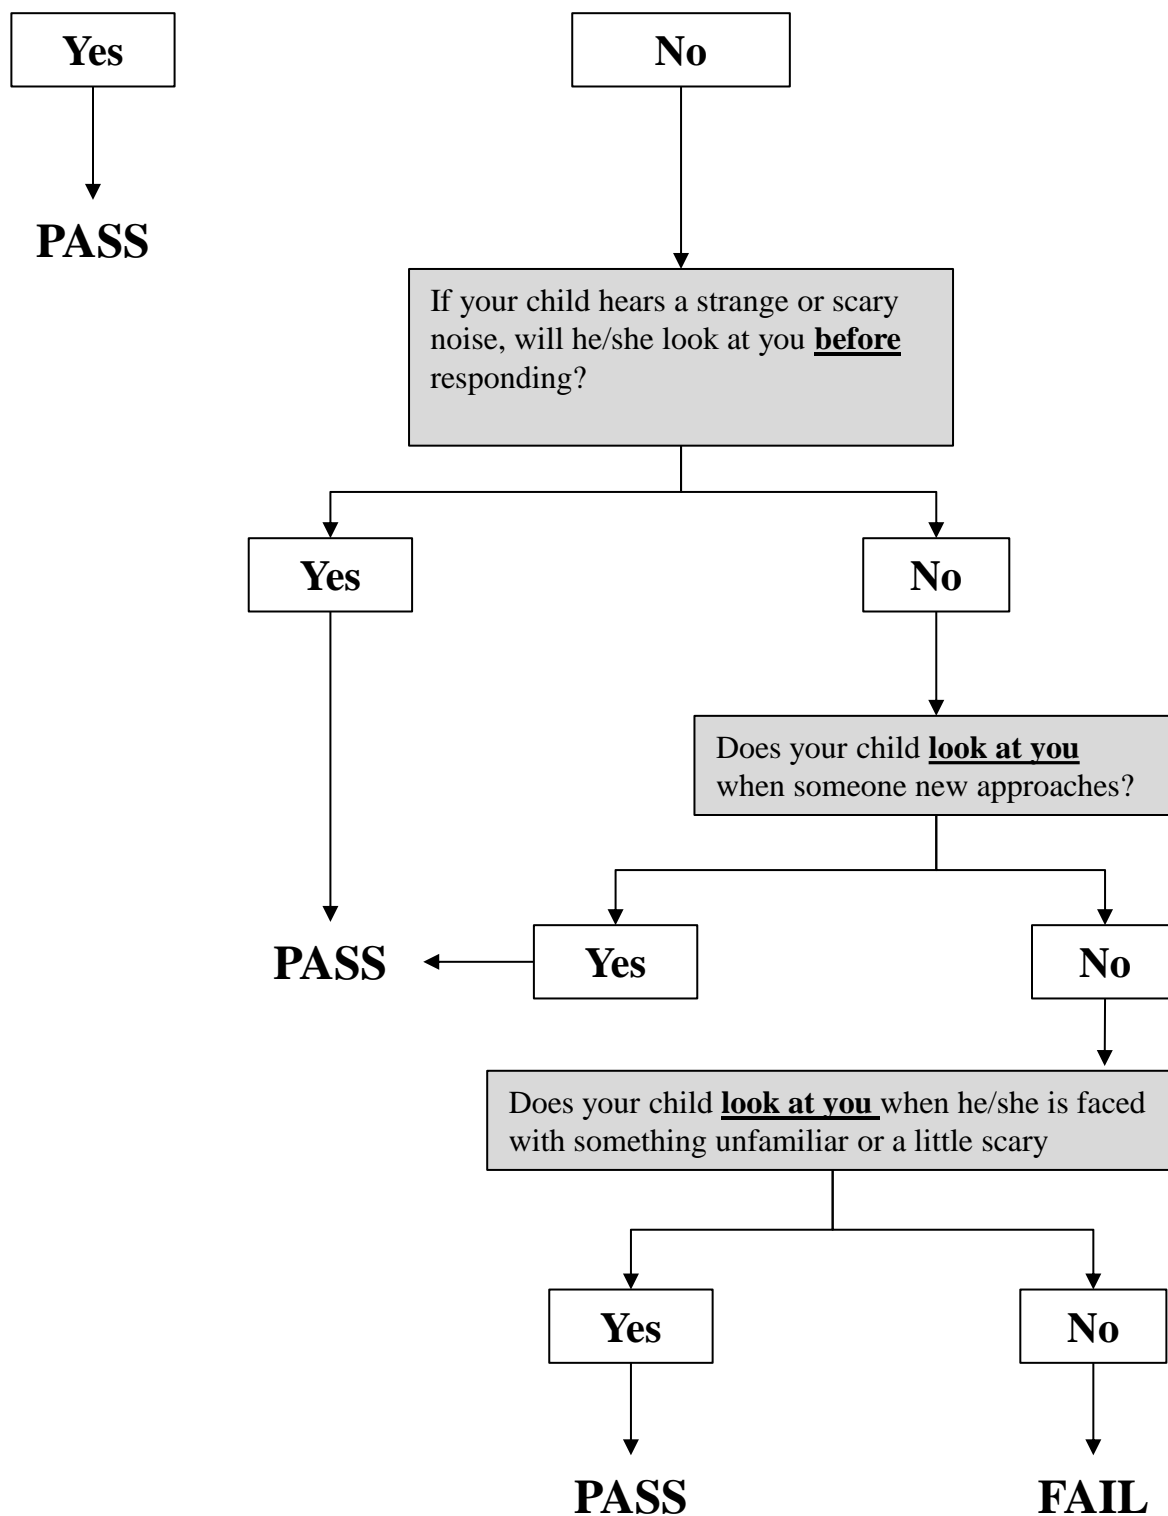 Yes
No
PASS
If your child hears a strange or scary
noise, will he/she look at you before
responding?
Yes
No
Does your child look at you
when someone new approaches?
PASS
Yes
No
Does your child look at you when he/she is faced
with something unfamiliar or a little scary
Yes
No
PASS
FAIL